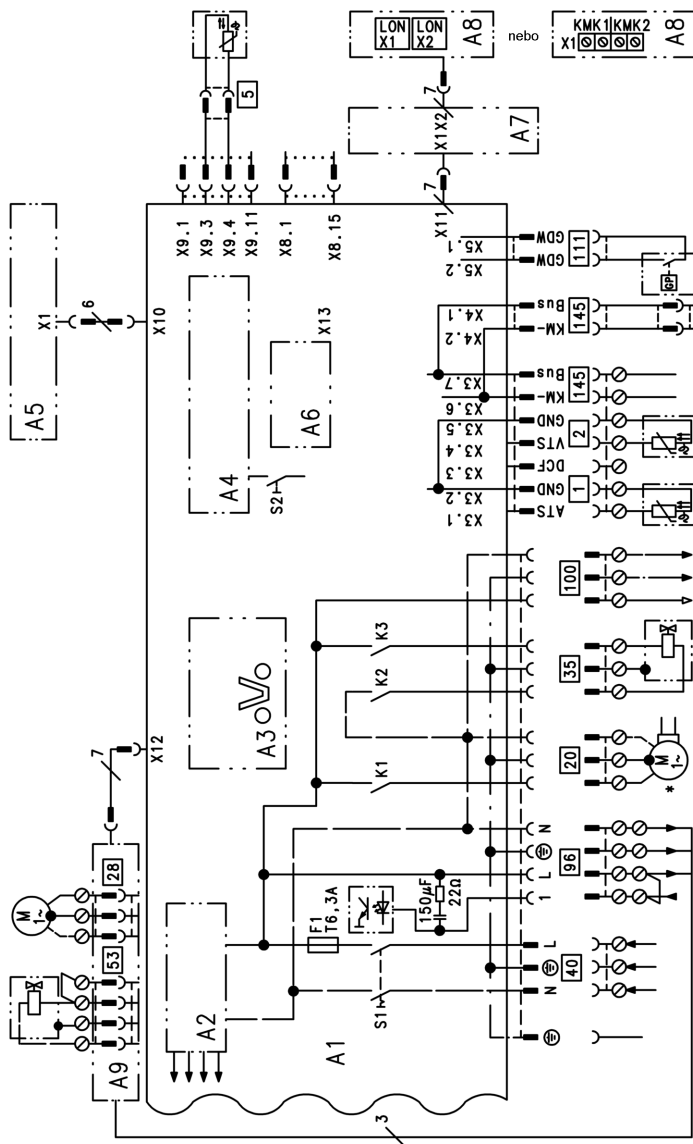 A8
LON X1
LON X2
nebo
A8
KMK1 KMK2
X1
5
7
X1
X2
A7
7
X11
X9.1
X9.3
X9.4
X9.11
X8.1
X8.15
A5
X1
6
X10
X13
A4
A6
S2
A3
X12
7
28
M
1~
53
A9
3
A2
A1
S1
F1
T6,3A
150µF
22Ω
K1
K2
K3
X5.1
X5.2
X4.1
X4.2
X3.7
X3.6
X3.5
X3.4
X3.3
X3.2
X3.1
GDW
GDW
Bus
KM-
Bus
KM-
GND
VTS
DCF
GND
ATS
111
145
145
2
1
GP
100
35
20
M
1~
*
96
N
L
1
40
L
N